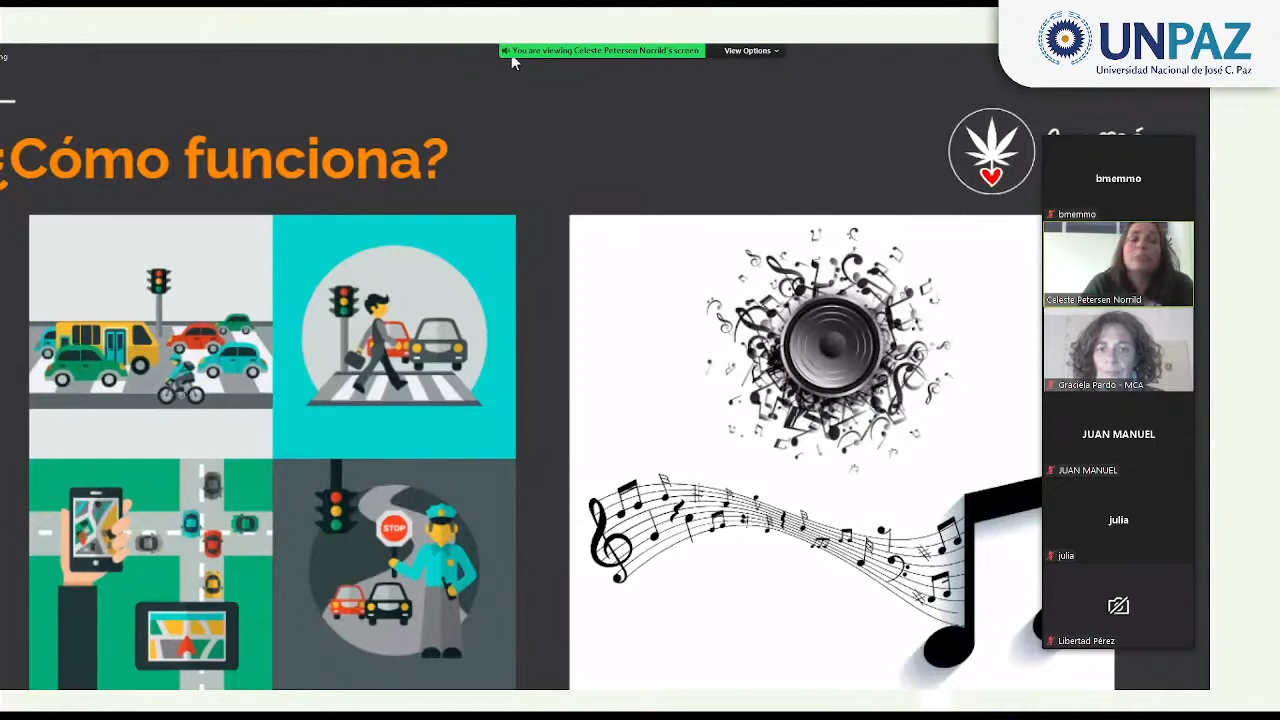 UNPAZ
Universidad Nacional de José C. Paz
You are viewing Celeste Petersen Norrild's screen
View Options
ng
¿Cómo funciona?
bmemmo
bmemmo
Celeste Petersen Norrild
Graciela Pardo - MCA
JUAN MANUEL
JUAN MANUEL
julia
julia
Libertad Pérez
STOP